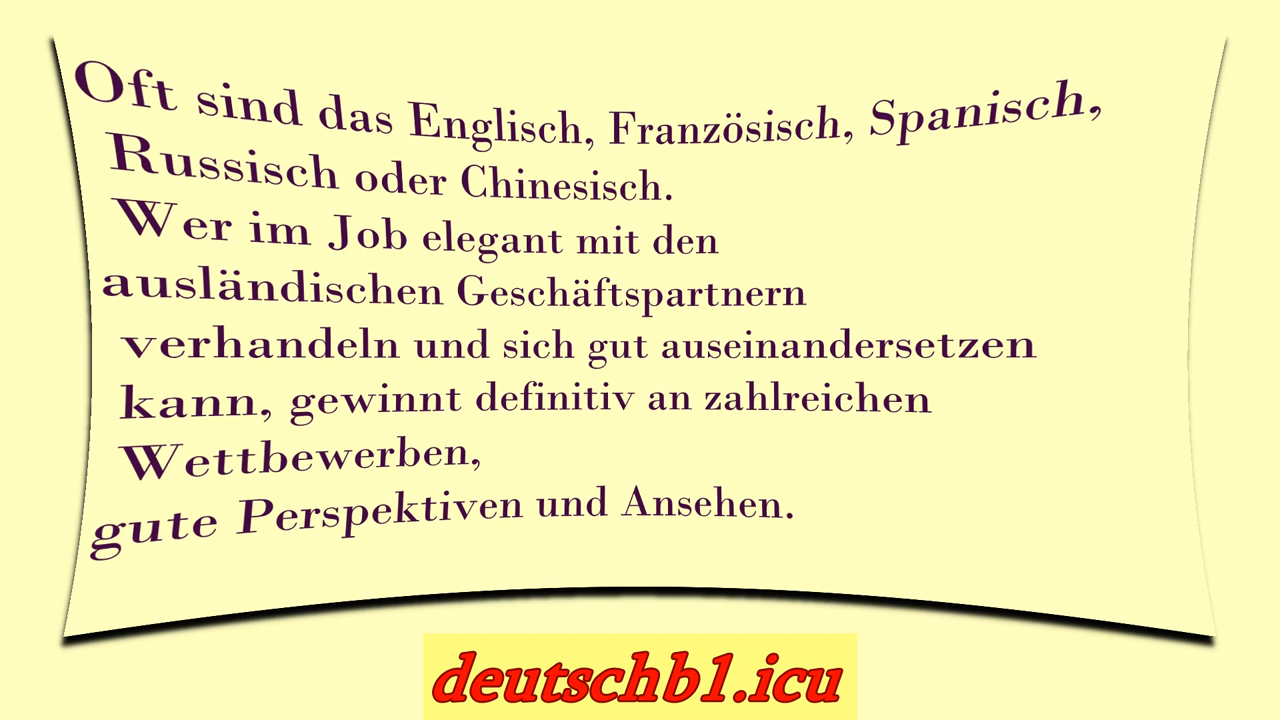 Oft sind das Englisch, Französisch, Spanisch,
Russisch oder Chinesisch.
Wer im Job elegant mit den
ausländischen Geschäftspartnern
verhandeln und sich gut auseinandersetzen
kann, gewinnt definitiv an zahlreichen
Wettbewerben,
gute Perspektiven und Ansehen.
deutschb1.icu